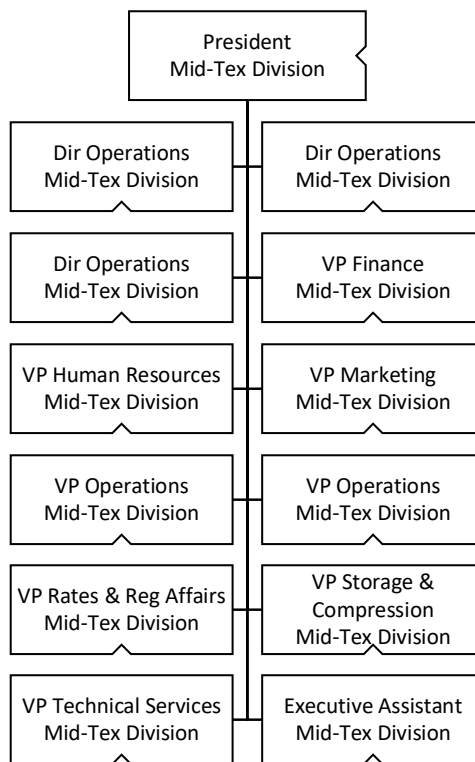 President
Mid-Tex Division
Dir Operations
Mid-Tex Division
Dir Operations
Mid-Tex Division
Dir Operations
Mid-Tex Division
VP Finance
Mid-Tex Division
VP Human Resources
Mid-Tex Division
VP Marketing
Mid-Tex Division
VP Operations
Mid-Tex Division
VP Operations
Mid-Tex Division
VP Rates & Reg Affairs
Mid-Tex Division
VP Storage &
Compression
Mid-Tex Division
VP Technical Services
Mid-Tex Division
Executive Assistant
Mid-Tex Division